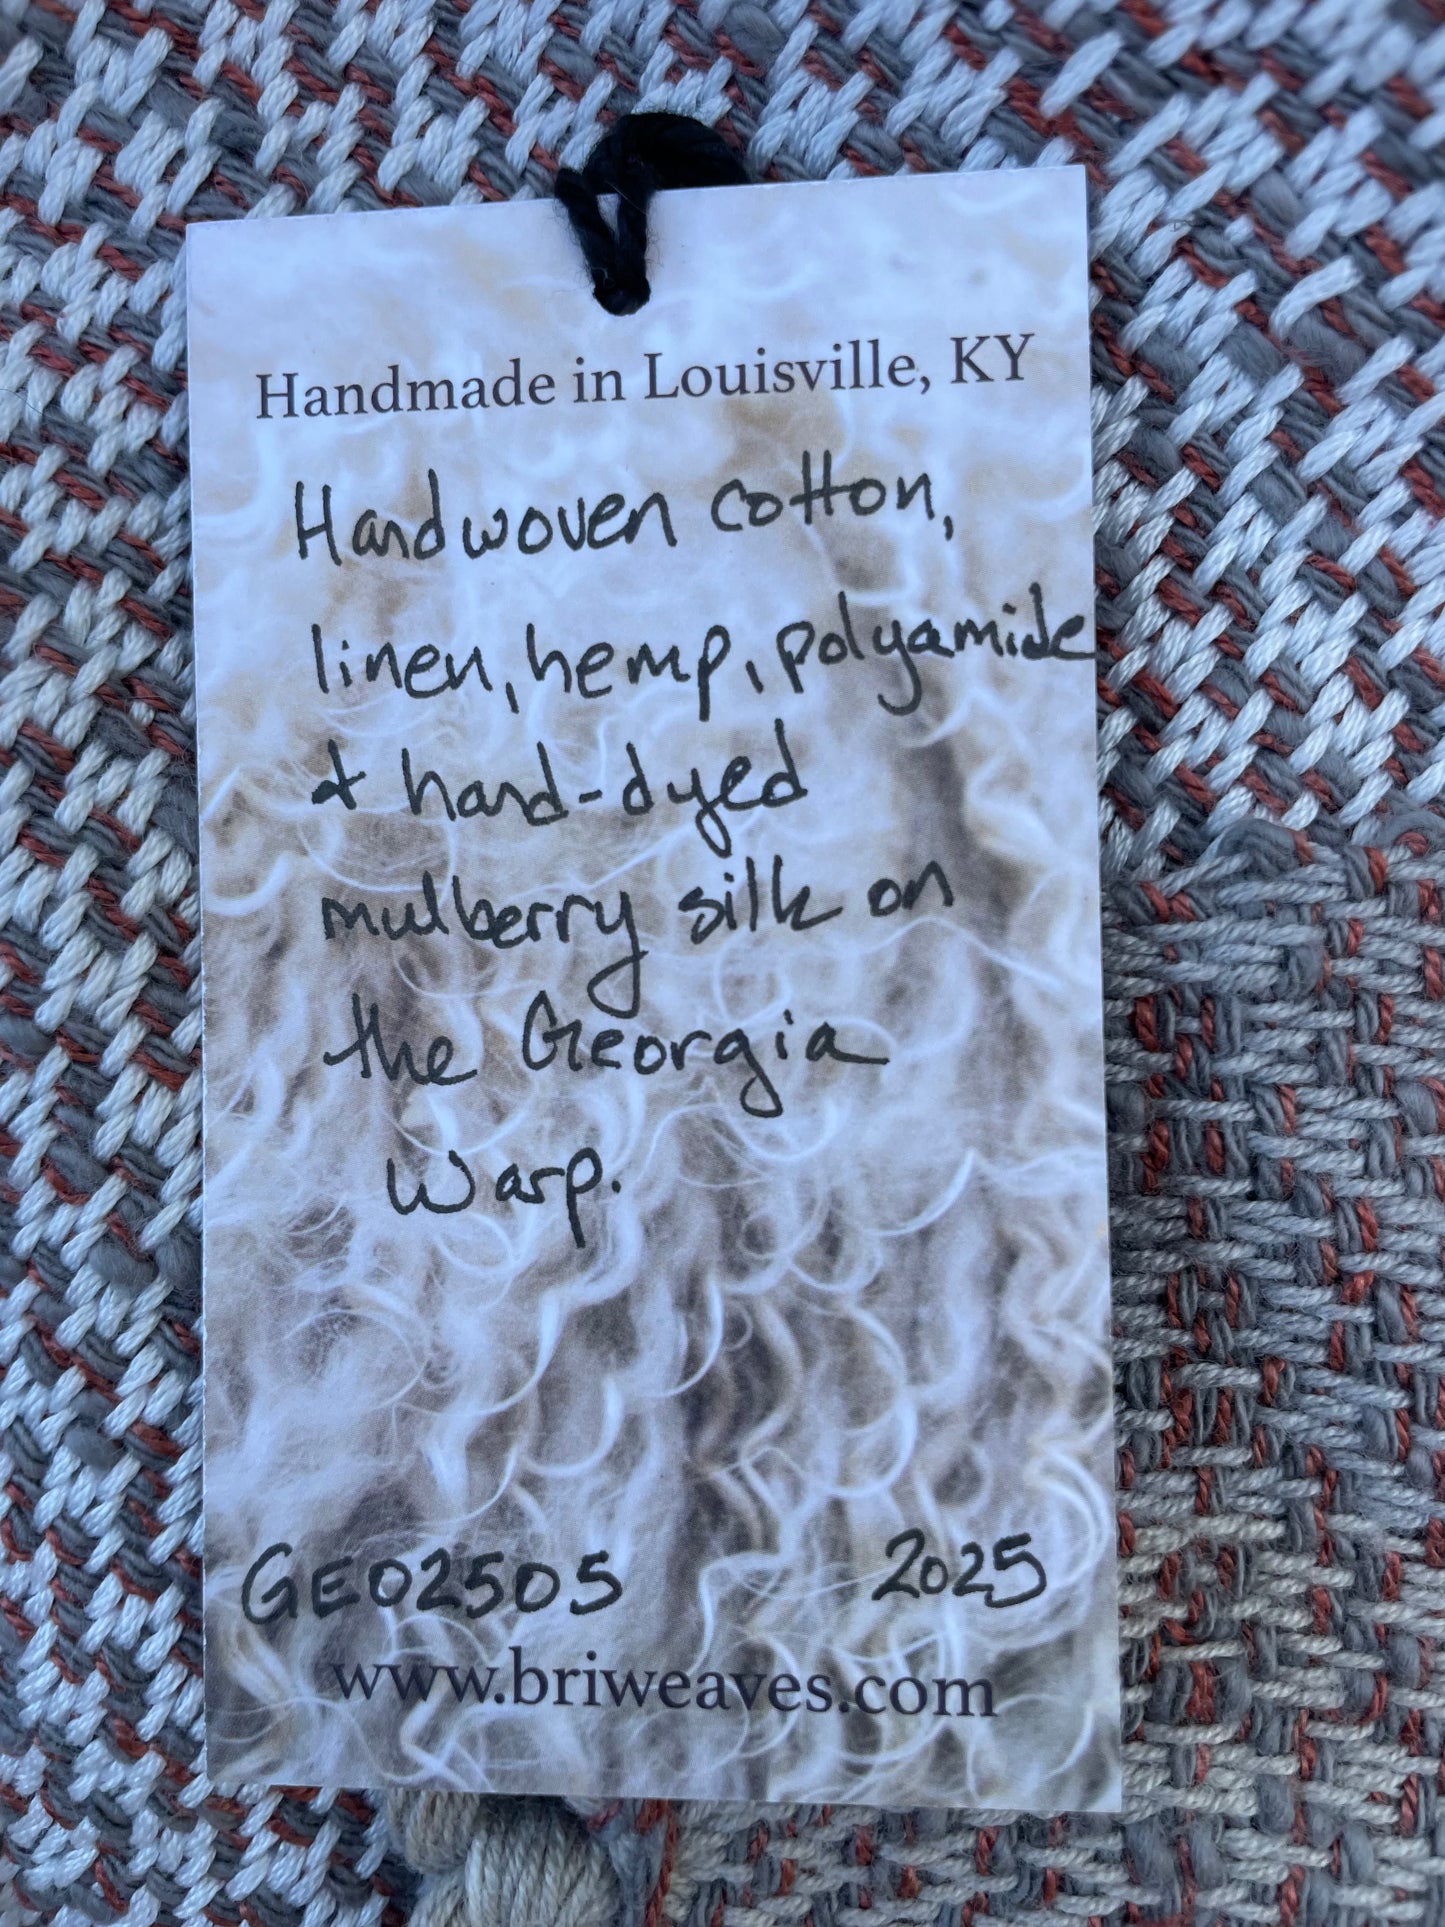 Handmade in Louisville, KY
Handwoven cotton,
linen, hemp, polyamide
& hand-dyed
mulberry silk on
the Georgia
Warp.
GEO2505 2025
www.briweaves.com